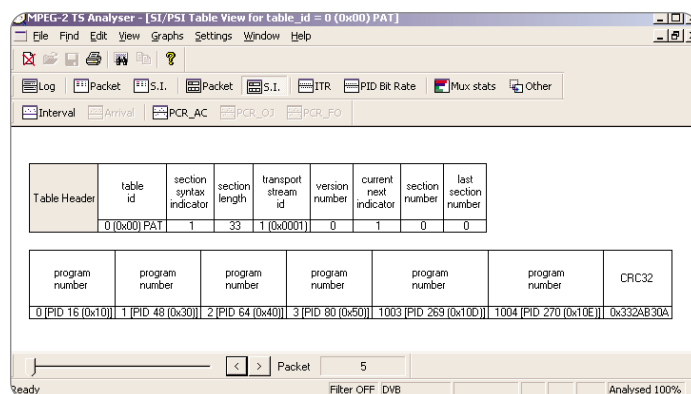 MPEG-2 TS Analyser - [SI/PSI Table View for table_id = 0 (0x00) PAT]
File Find Edit View Graphs Settings Window Help
Log Packet S.I. Packet S.I. ITR PID Bit Rate Mux stats Other
Interval Arrival PCR_AC PCR_OJ PCR_FO
Table Header
table id
section syntax indicator
section length
transport stream id
version number
current next indicator
section number
last section number
0 (0x00) PAT 1 33 1 (0x0001) 0 1 0 0
program number
program number
program number
program number
program number
program number
CRC32
0 [PID 16 (0x10)] 1 [PID 48 (0x30)] 2 [PID 64 (0x40)] 3 [PID 80 (0x50)] 1003 [PID 269 (0x10D)] 1004 [PID 270 (0x10E)] 0x332AB30A
< > Packet 5
Ready Filter OFF DVB Analysed 100%